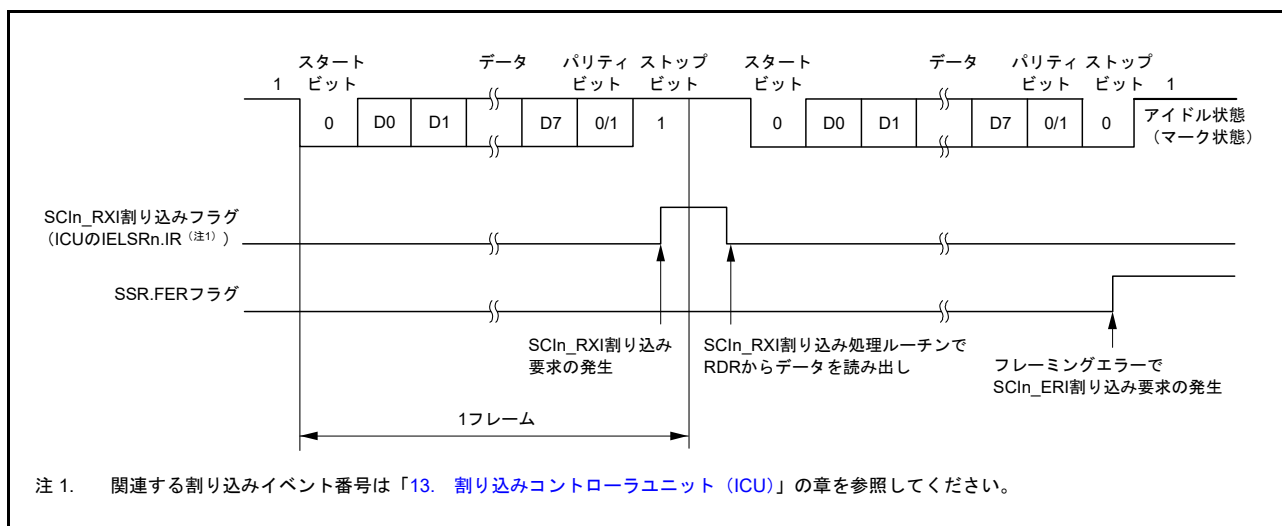 スタート
ビット
データ
パリティ
ビット
ストップ
ビット
スタート
ビット
データ
パリティ
ビット
ストップ
ビット
1
1
0 D0 D1 D7 0/1 1 0 D0 D1 D7 0/1 0
アイドル状態
（マーク状態）
SCIn_RXI割り込みフラグ
（ICUのIELSRn.IR（注1））
SSR.FERフラグ
SCIn_RXI割り込み
要求の発生
SCIn_RXI割り込み処理ルーチンで
RDRからデータを読み出し
フレーミングエラーで
SCIn_ERI割り込み要求の発生
1フレーム
注 1. 関連する割り込みイベント番号は「13. 割り込みコントローラユニット（ICU）」の章を参照してください。